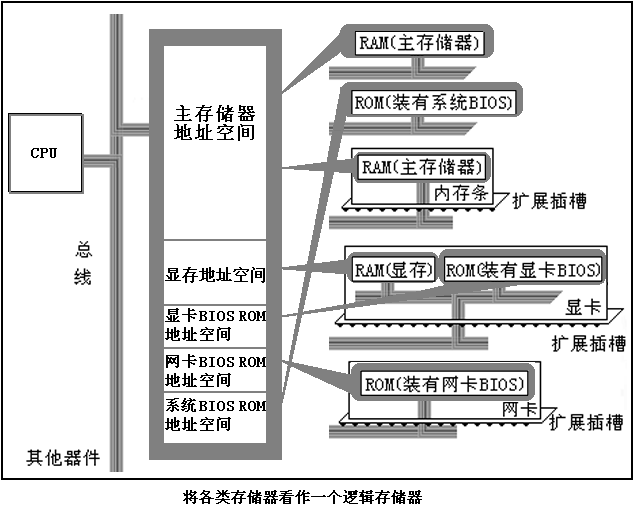 CPU
总
线
其他器件
主存储器
地址空间
显存地址空间
显卡BIOS ROM
地址空间
网卡BIOS ROM
地址空间
系统BIOS ROM
地址空间
RAM(主存储器)
ROM(装有系统BIOS)
RAM(主存储器)
内存条
扩展插槽
RAM(显存)
ROM(装有显卡BIOS)
显卡
扩展插槽
ROM(装有网卡BIOS)
网卡
扩展插槽
将各类存储器看作一个逻辑存储器